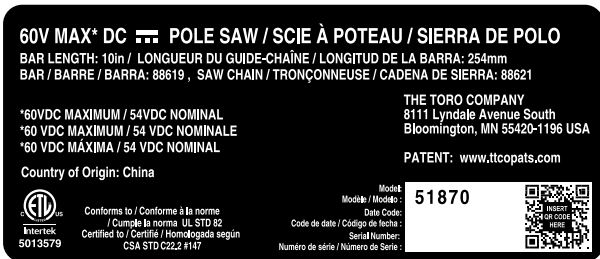 60V MAX* DC POLE SAW / SCIE À POTEAU / SIERRA DE POLO
BAR LENGTH: 10in / LONGUEUR DU GUIDE-CHAÎNE / LONGITUD DE LA BARRA: 254mm
BAR / BARRE / BARRA: 88619 , SAW CHAIN / TRONÇONNEUSE / CADENA DE SIERRA: 88621
*60VDC MAXIMUM / 54VDC NOMINAL
*60 VDC MAXIMUM / 54 VDC NOMINALE
*60 VDC MÁXIMA / 54 VDC NOMINAL
Country of Origin: China
THE TORO COMPANY
8111 Lyndale Avenue South
Bloomington, MN 55420-1196 USA
PATENT: www.ttcopats.com
C ETL US
LISTED
Intertek
5013579
Conforms to / Conforme à la norme
/ Cumple la norma UL STD 82
Certified to / Certifié / Homologada según
CSA STD C22,2 #147
Model:
Modèle / Modelo : 51870
Date Code:
Code de date / Código de fecha :
Serial Number:
Numéro de série / Número de Serie :
INSERT
QR CODE
HERE